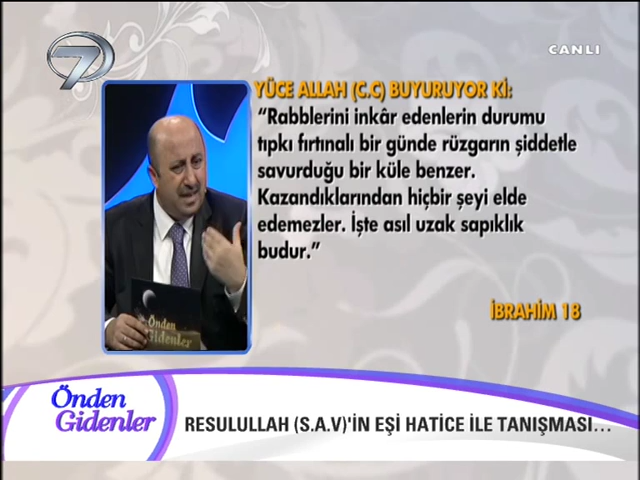 7
CANLI
YÜCE ALLAH (C.C) BUYURUYOR Kİ:
“Rabblerini inkâr edenlerin durumu
tıpkı fırtınalı bir günde rüzgarın şiddetle
savurduğu bir küle benzer.
Kazandıklarından hiçbir şeyi elde
edemezler. İşte asıl uzak sapıklık
budur.”
İBRAHİM 18
Önden
Gidenler
Önden
Gidenler
RESULULLAH (S.A.V)'İN EŞİ HATİCE İLE TANIŞMASI...